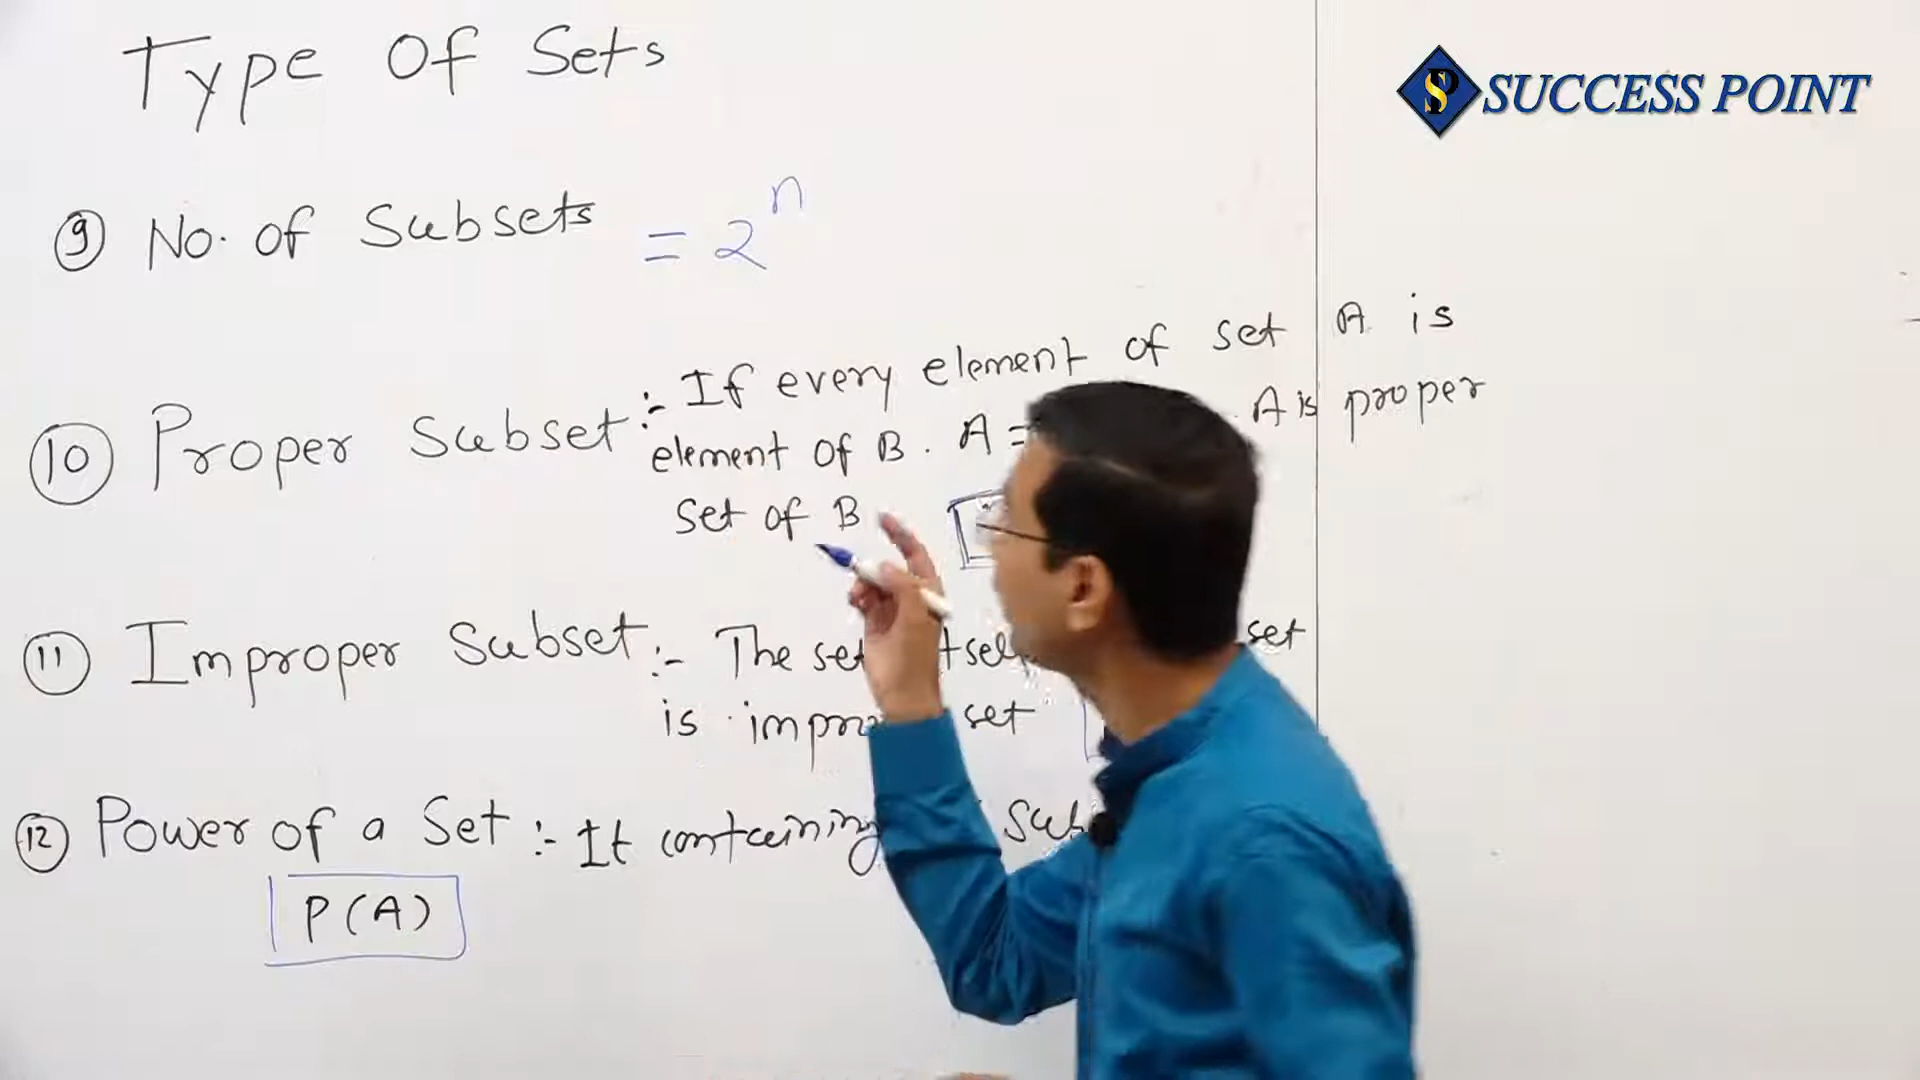 Type Of Sets
SUCCESS POINT
9 No. of Subsets = 2^n
10 Proper Subset :- If every element of set A is
element of B. A = A is proper
set of B
11 Improper Subset :- The set set
is set
12 Power of a Set :- It containing
P(A)